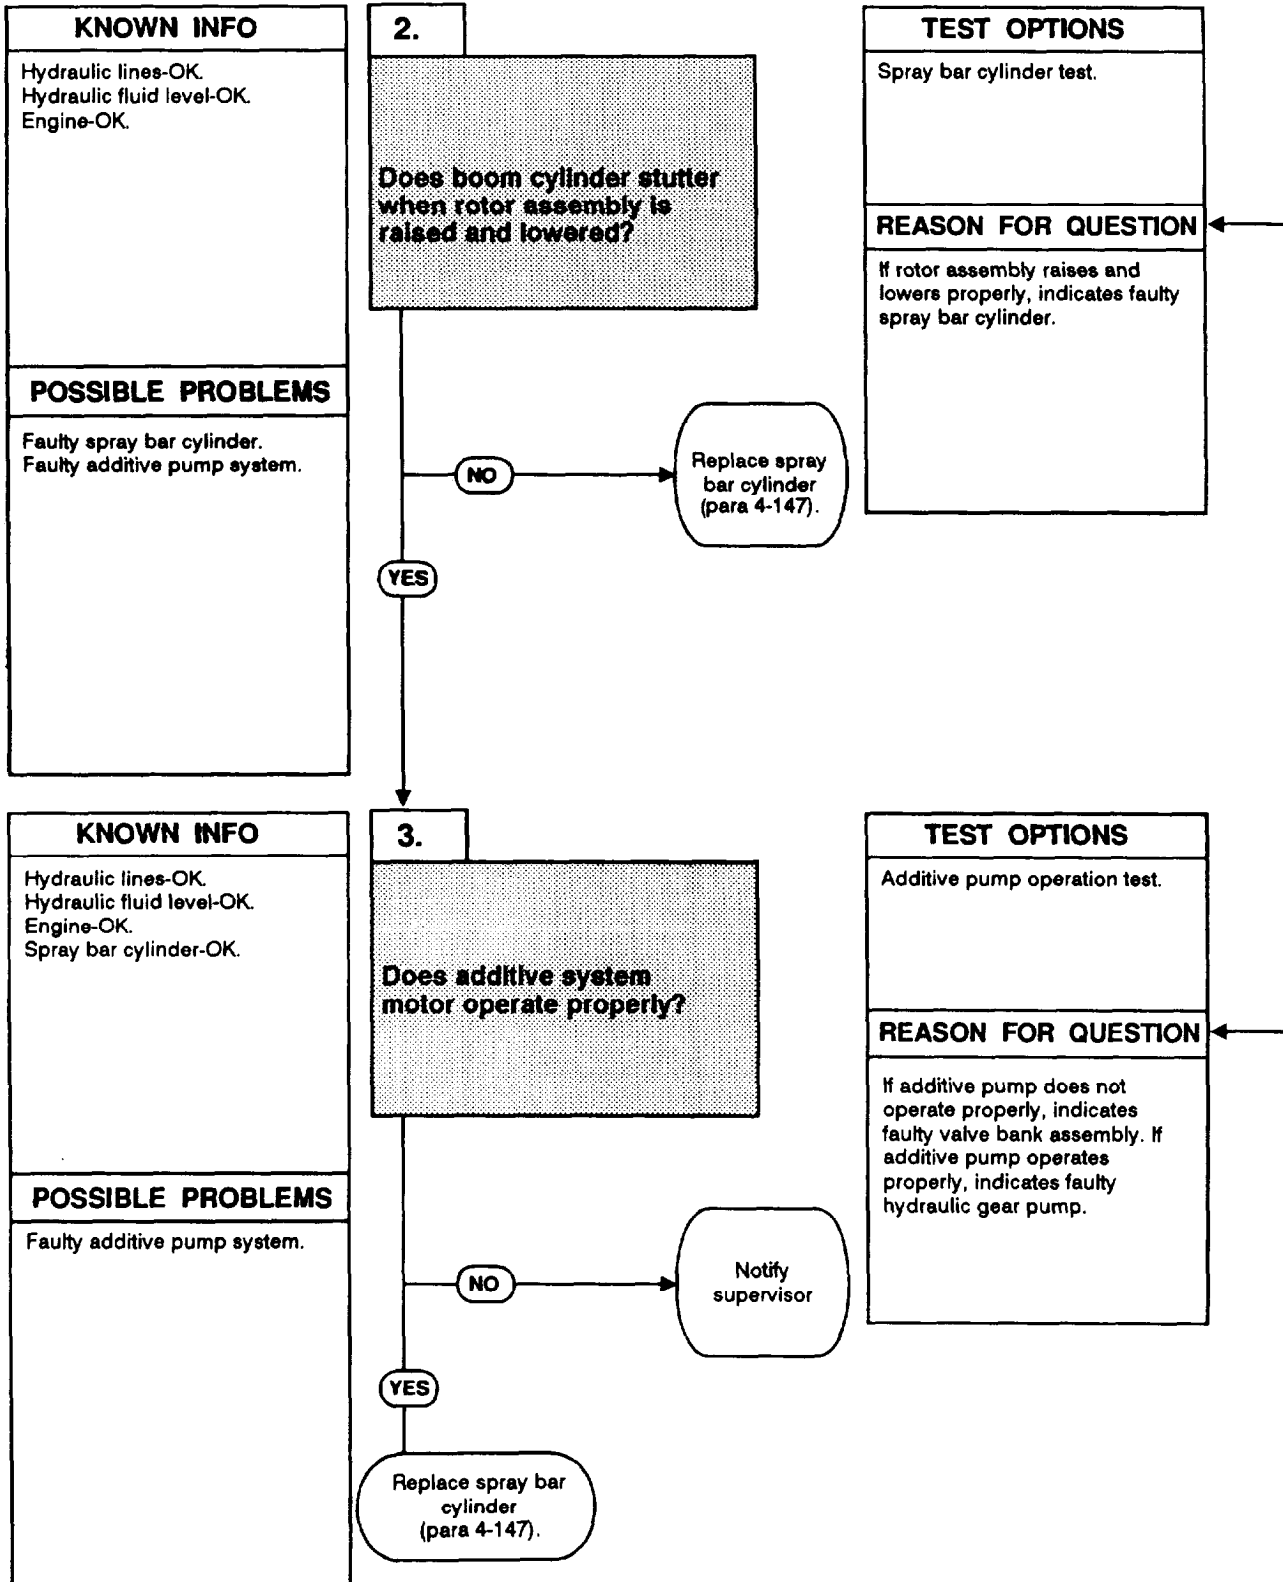 KNOWN INFO
Hydraulic lines-OK.
Hydraulic fluid level-OK.
Engine-OK.
POSSIBLE PROBLEMS
Faulty spray bar cylinder.
Faulty additive pump system.
2.
Does boom cylinder stutter
when rotor assembly is
raised and lowered?
NO
Replace spray
bar cylinder
(para 4-147).
YES
TEST OPTIONS
Spray bar cylinder test.
REASON FOR QUESTION
If rotor assembly raises and
lowers properly, indicates faulty
spray bar cylinder.
KNOWN INFO
Hydraulic lines-OK.
Hydraulic fluid level-OK.
Engine-OK.
Spray bar cylinder-OK.
POSSIBLE PROBLEMS
Faulty additive pump system.
3.
Does additive system
motor operate properly?
NO
Notify
supervisor
YES
Replace spray bar
cylinder
(para 4-147).
TEST OPTIONS
Additive pump operation test.
REASON FOR QUESTION
If additive pump does not
operate properly, indicates
faulty valve bank assembly. If
additive pump operates
properly, indicates faulty
hydraulic gear pump.